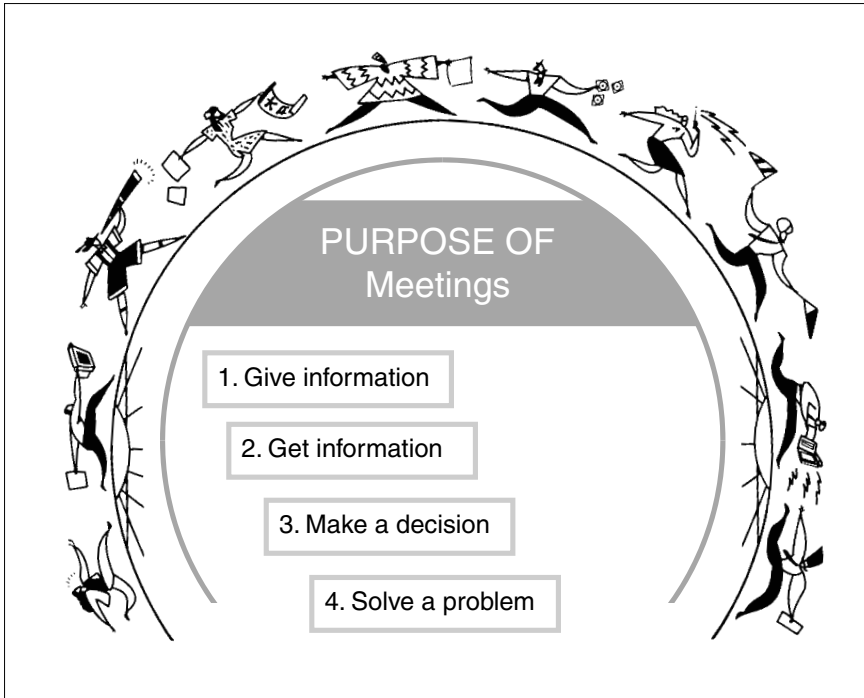 PURPOSE OF
Meetings
1. Give information
2. Get information
3. Make a decision
4. Solve a problem